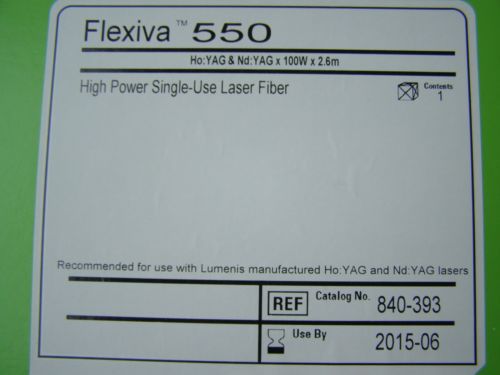 Flexiva™ 550
Ho:YAG & Nd:YAG x 100W x 2.6m
High Power Single-Use Laser Fiber
Contents
1
Recommended for use with Lumenis manufactured Ho:YAG and Nd:YAG lasers
REF Catalog No. 840-393
Use By 2015-06